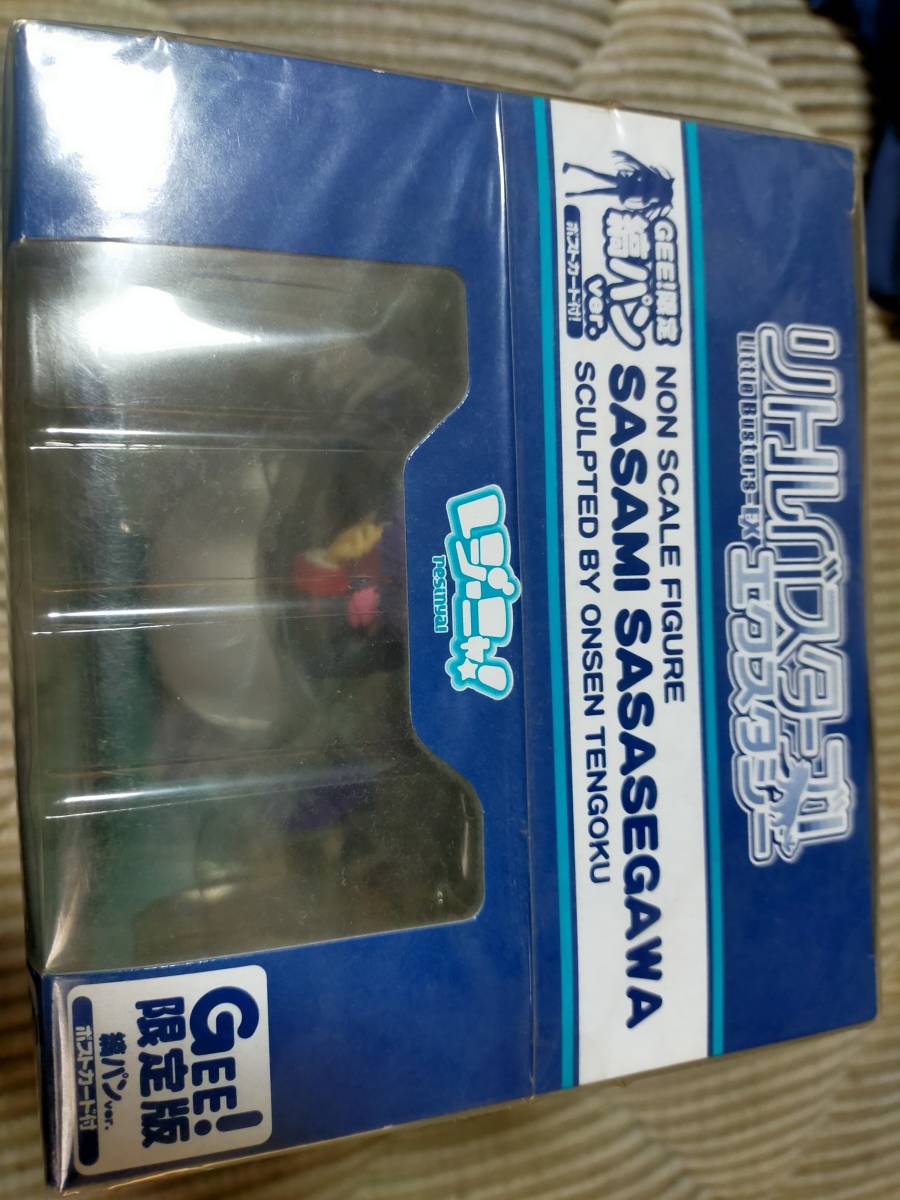 リトルバスターズ!
Little Busters-EX
エクスタシー
GEE!限定
縞パン
ver.
ポストカード付!
NON SCALE FIGURE
SASAMI SASASEGAWA
SCULPTED BY ONSEN TENGOKU
レジ・ニャ!
resinya!
GEE!
限定版
縞パンver.
ポストカード付